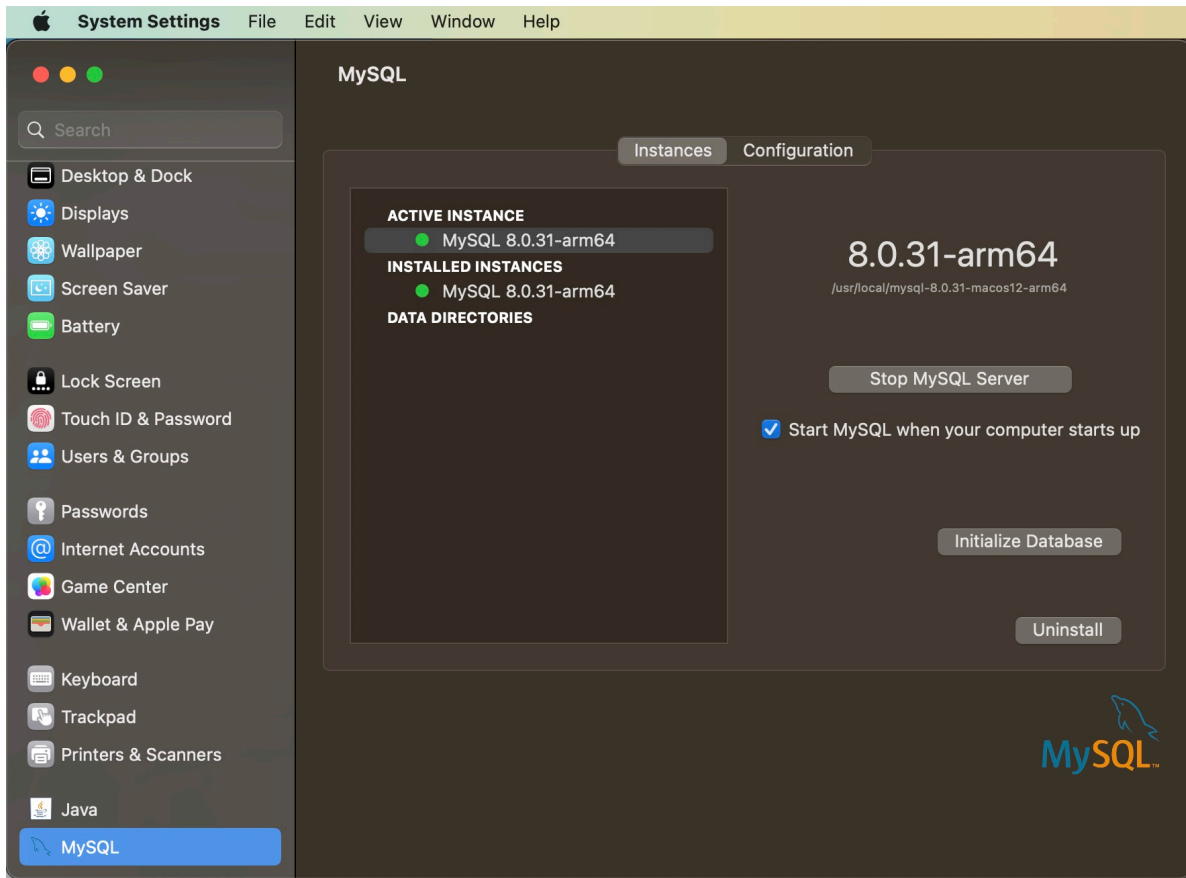 System Settings File Edit View Window Help
MySQL
Search
Desktop & Dock
Displays
Wallpaper
Screen Saver
Battery
Lock Screen
Touch ID & Password
Users & Groups
Passwords
Internet Accounts
Game Center
Wallet & Apple Pay
Keyboard
Trackpad
Printers & Scanners
Java
MySQL
Instances Configuration
ACTIVE INSTANCE
MySQL 8.0.31-arm64
INSTALLED INSTANCES
MySQL 8.0.31-arm64
DATA DIRECTORIES
8.0.31-arm64
/usr/local/mysql-8.0.31-macos12-arm64
Stop MySQL Server
Start MySQL when your computer starts up
Initialize Database
Uninstall
MySQL™